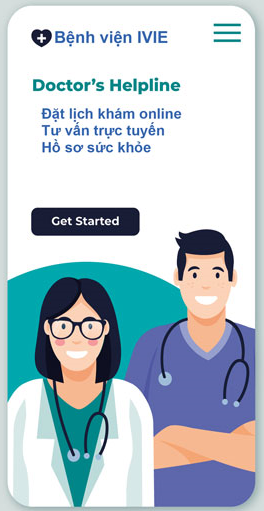 Bệnh viện IVIE
Doctor's Helpline
Đặt lịch khám online
Tư vấn trực tuyến
Hồ sơ sức khỏe
Get Started